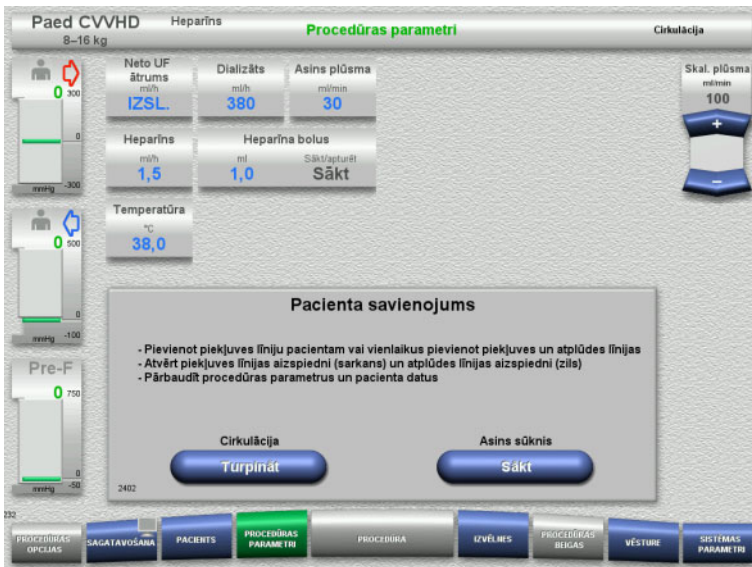 Paed CVVHD Heparīns Procedūras parametri Cirkulācija
8–16 kg
Neto UF ātrums
ml/h
IZSL.
Dializāts
ml/h
380
Asins plūsma
ml/min
30
Skal. plūsma
ml/min
100
+
–
0 300
0
mmHg -300
Heparīns
ml/h
1,5
Heparīna bolus
ml Sākt/apturēt
1,0 Sākt
Temperatūra
°C
38,0
0 500
0
mmHg -100
Pre-F
0 750
0
mmHg -50
Pacienta savienojums
- Pievienot piekļuves līniju pacientam vai vienlaikus pievienot piekļuves un atplūdes līnijas
- Atvērt piekļuves līnijas aizspiedni (sarkans) un atplūdes līnijas aizspiedni (zils)
- Pārbaudīt procedūras parametrus un pacienta datus
Cirkulācija Asins sūknis
Turpināt Sākt
2402
232
PROCEDŪRAS OPCIJAS
SAGATAVOŠANA
PACIENTS
PROCEDŪRAS PARAMETRI
PROCEDŪRA
IZVĒLNES
PROCEDŪRAS BEIGAS
VĒSTURE
SISTĒMAS PARAMETRI